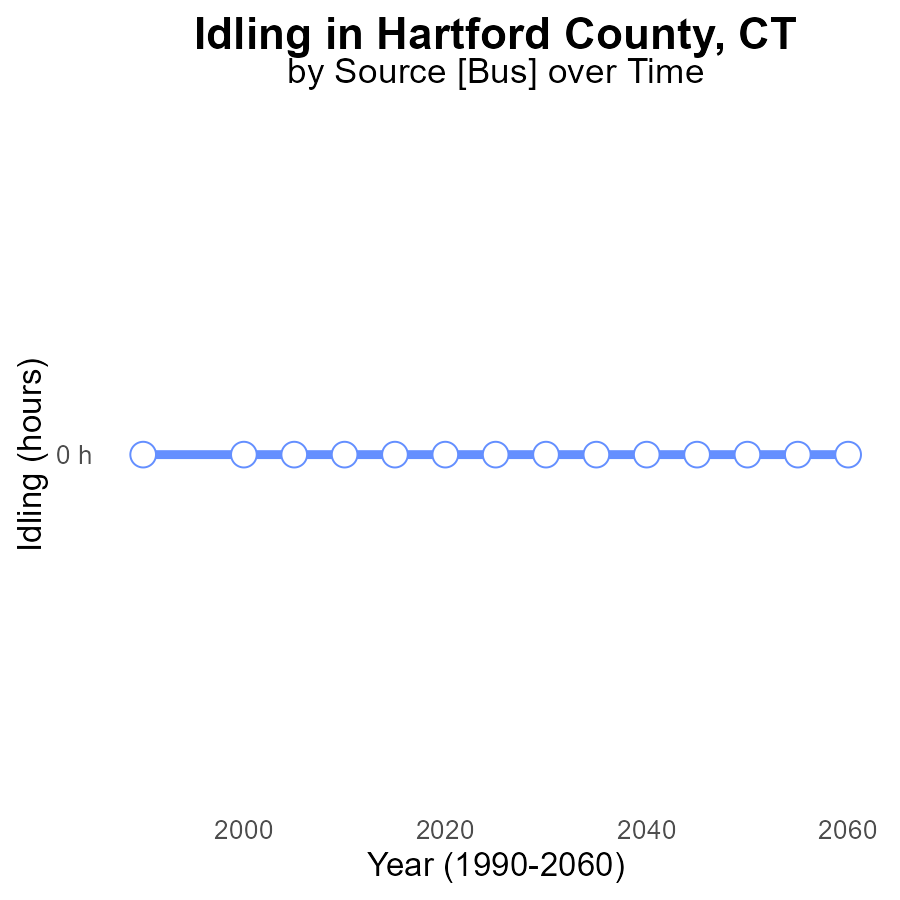 Idling in Hartford County, CT
by Source [Bus] over Time
Idling (hours)
0 h
2000
2020
2040
2060
Year (1990-2060)